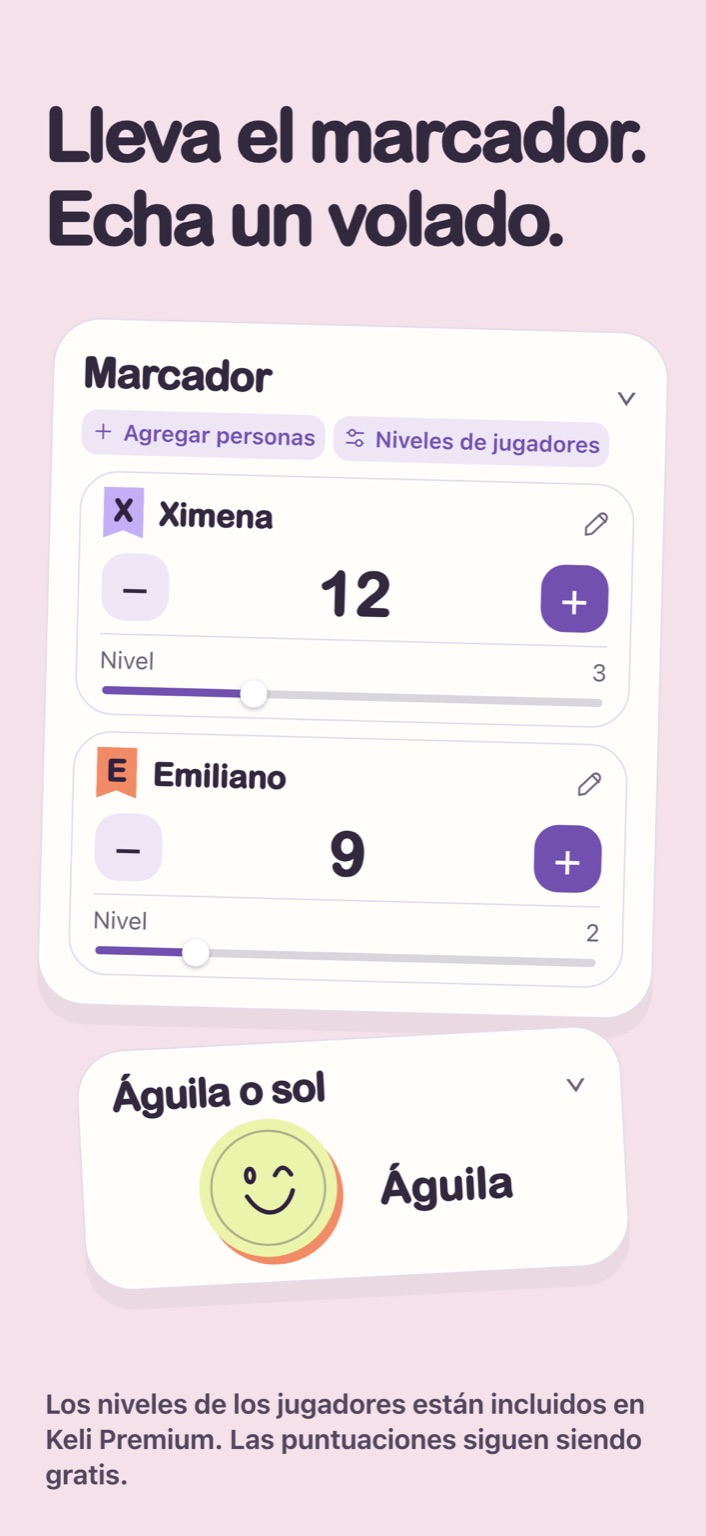 Lleva el marcador.
Echa un volado.
Marcador
+ Agregar personas
Niveles de jugadores
X Ximena
− 12 +
Nivel 3
E Emiliano
− 9 +
Nivel 2
Águila o sol
Águila
Los niveles de los jugadores están incluidos en
Keli Premium. Las puntuaciones siguen siendo
gratis.